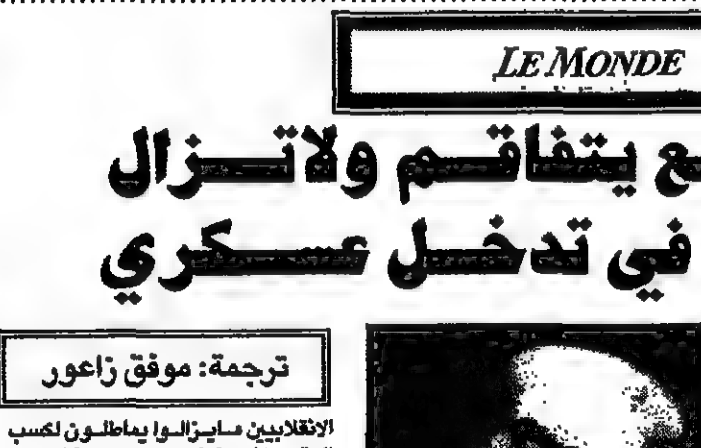 LE MONDE
يتفاقم ولاتزال
في تدخل عسكري
ترجمة: موفق زاعور
الانقلابيين مايزالوا يماطلون لكسب